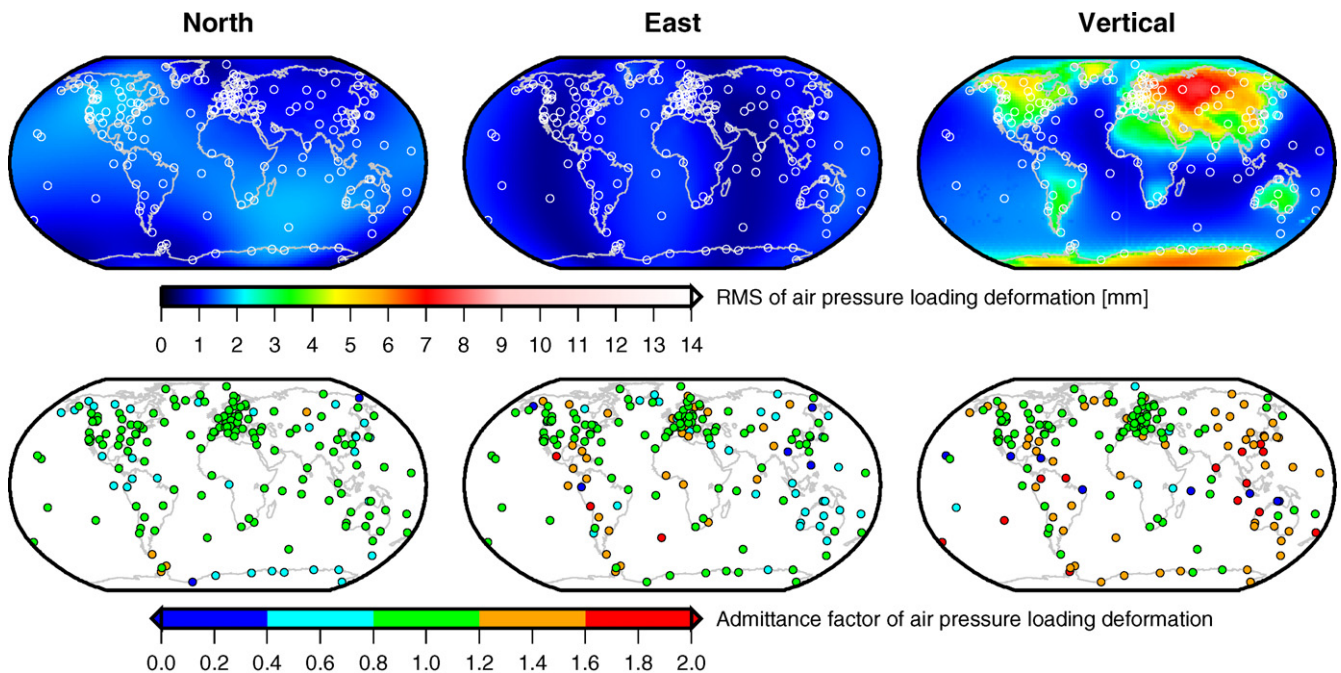 North East Vertical
RMS of air pressure loading deformation [mm]
0 1 2 3 4 5 6 7 8 9 10 11 12 13 14
Admittance factor of air pressure loading deformation
0.0 0.2 0.4 0.6 0.8 1.0 1.2 1.4 1.6 1.8 2.0